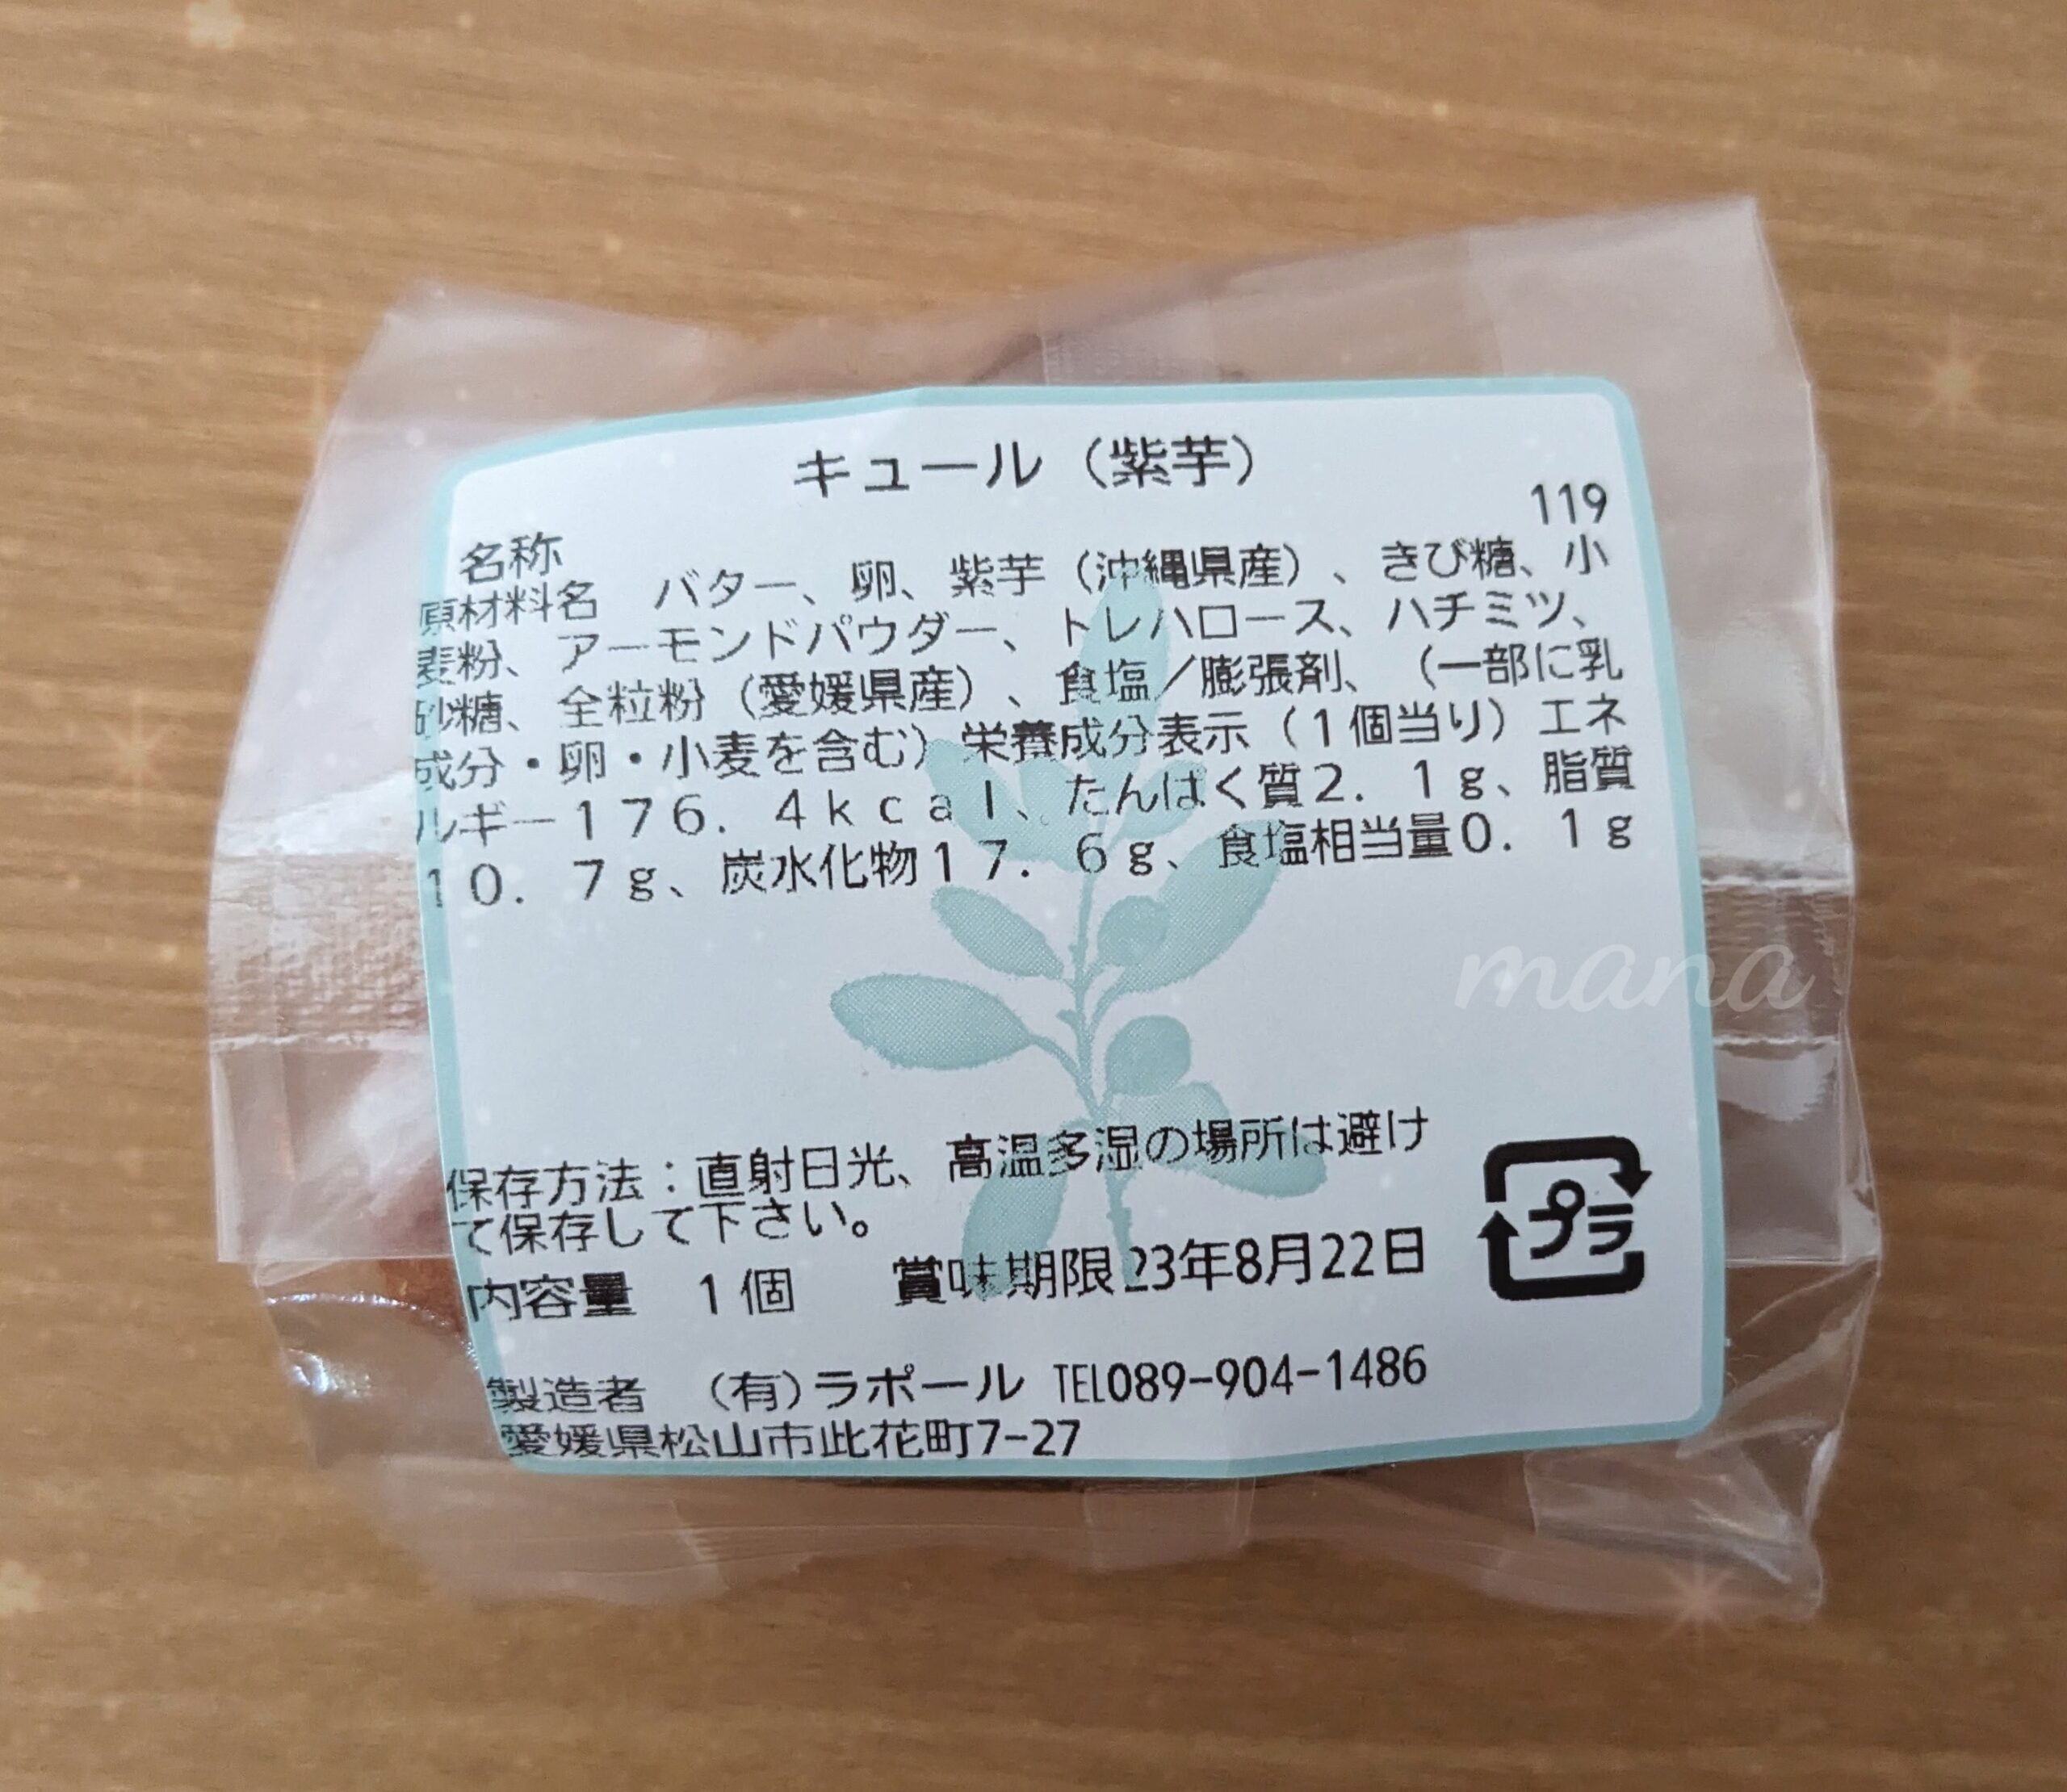 キュール（紫芋）
119
名称
原材料名　バター、卵、紫芋（沖縄県産）、きび糖、小
麦粉、アーモンドパウダー、トレハロース、ハチミツ、
砂糖、全粒粉（愛媛県産）、食塩／膨張剤、（一部に乳
成分・卵・小麦を含む）栄養成分表示（１個当り）エネ
ルギー１７６．４ｋｃａｌ、たんぱく質２．１ｇ、脂質
１０．７ｇ、炭水化物１７．６ｇ、食塩相当量０．１ｇ
mana
保存方法：直射日光、高温多湿の場所は避け
て保存して下さい。
プラ
内容量　１個　賞味期限23年8月22日
製造者　（有）ラポール TEL089-904-1486
愛媛県松山市此花町7-27